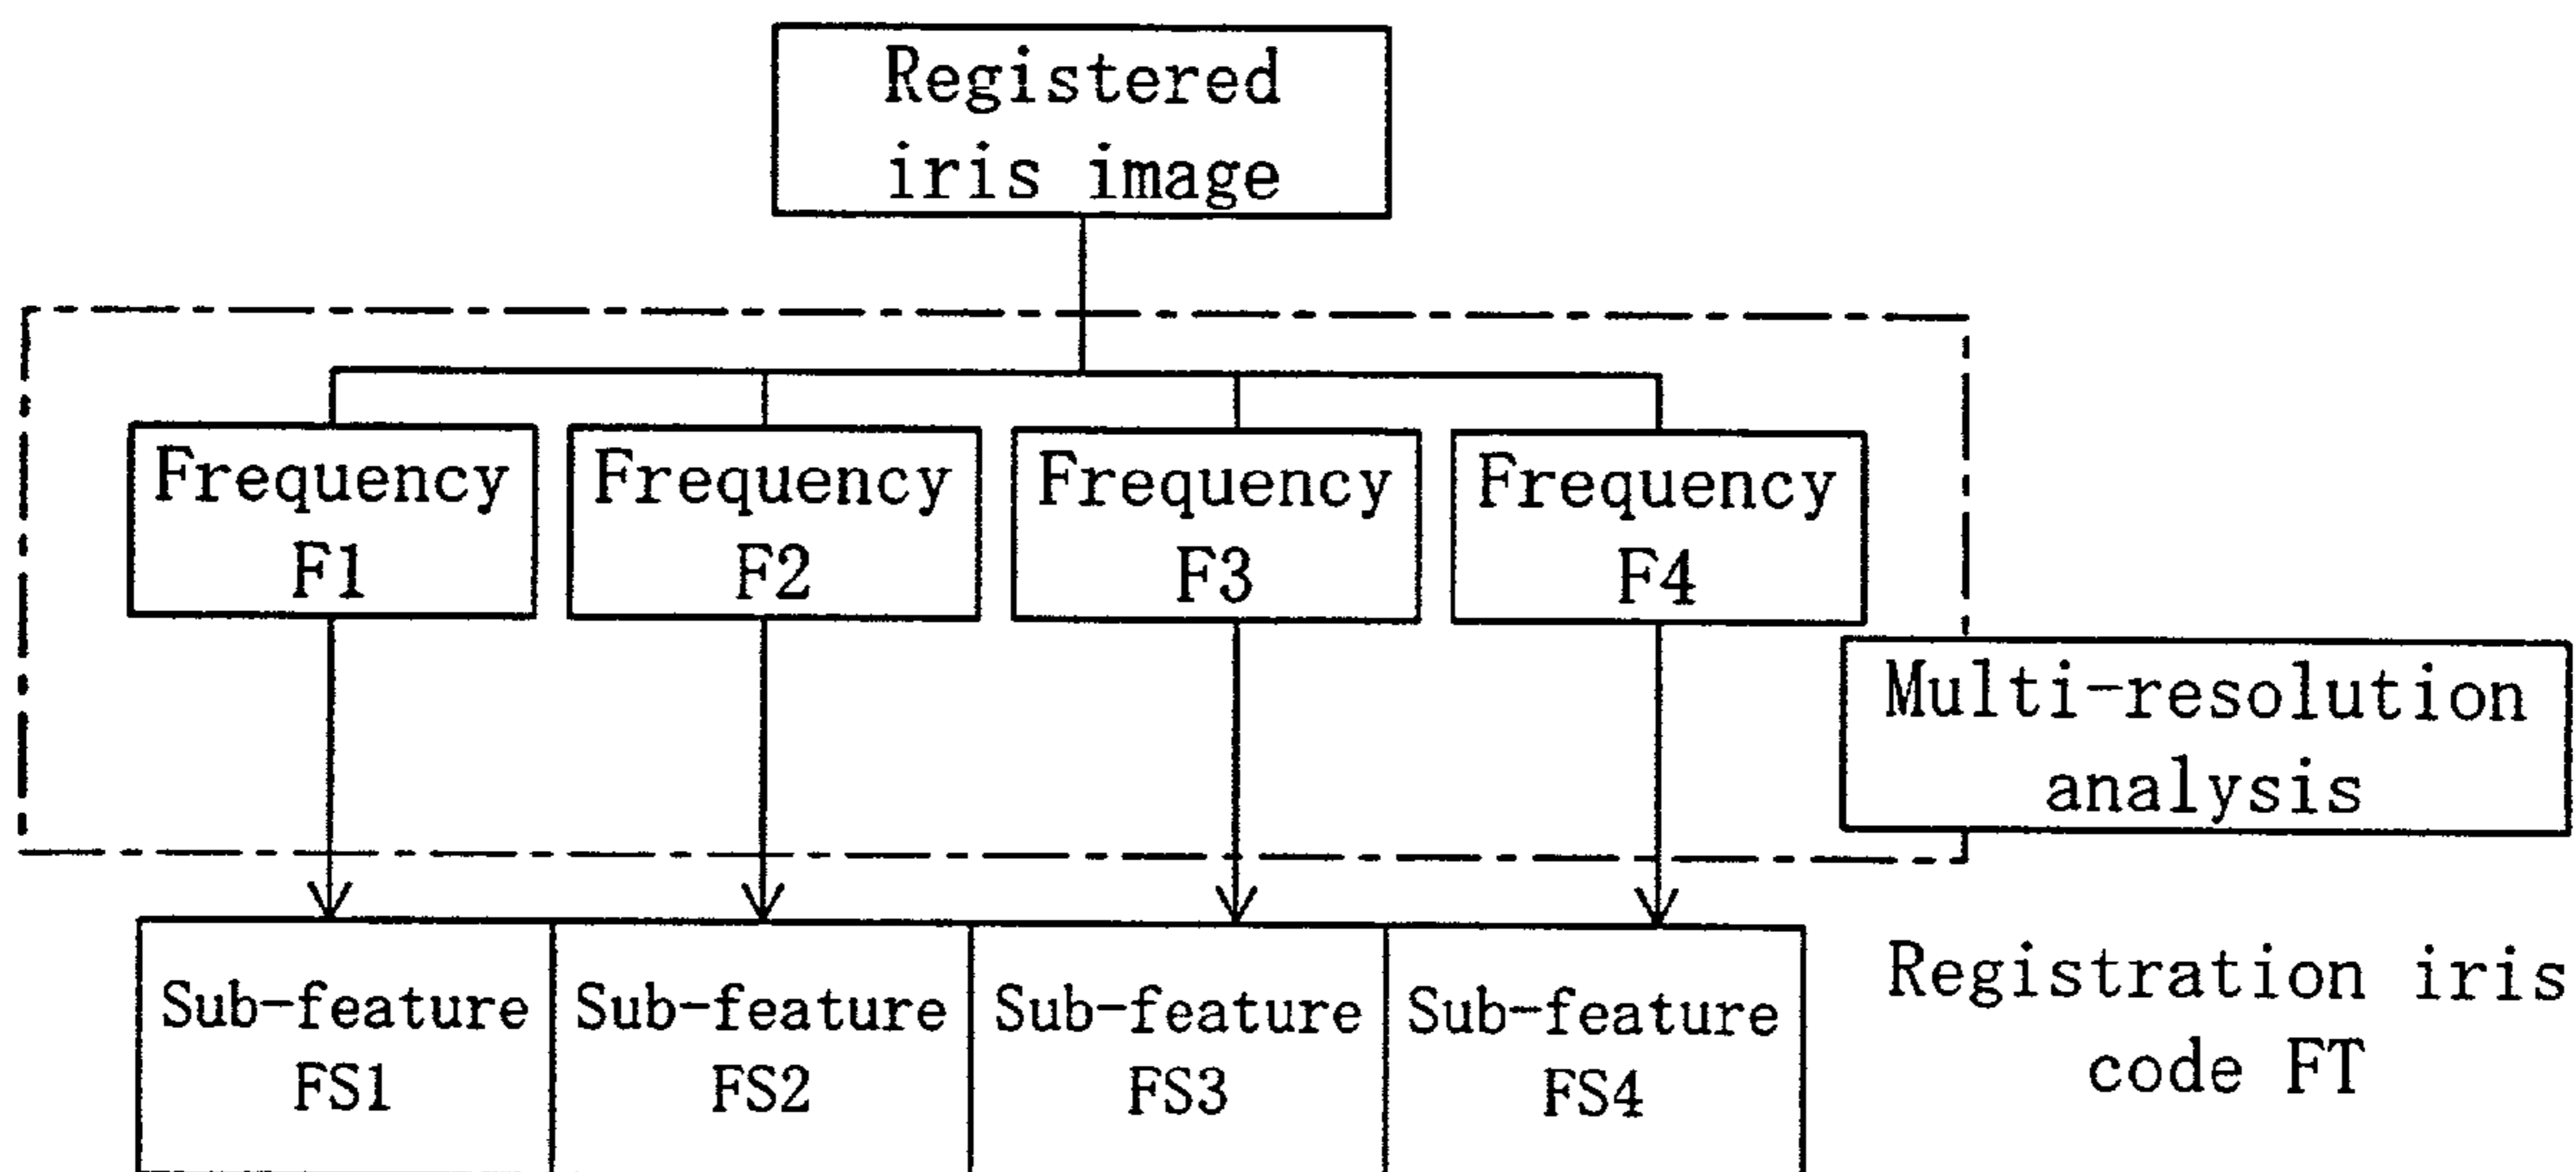 Registered
iris image
Frequency
F1
Frequency
F2
Frequency
F3
Frequency
F4
Multi-resolution
analysis
Sub-feature
FS1
Sub-feature
FS2
Sub-feature
FS3
Sub-feature
FS4
Registration iris
code FT